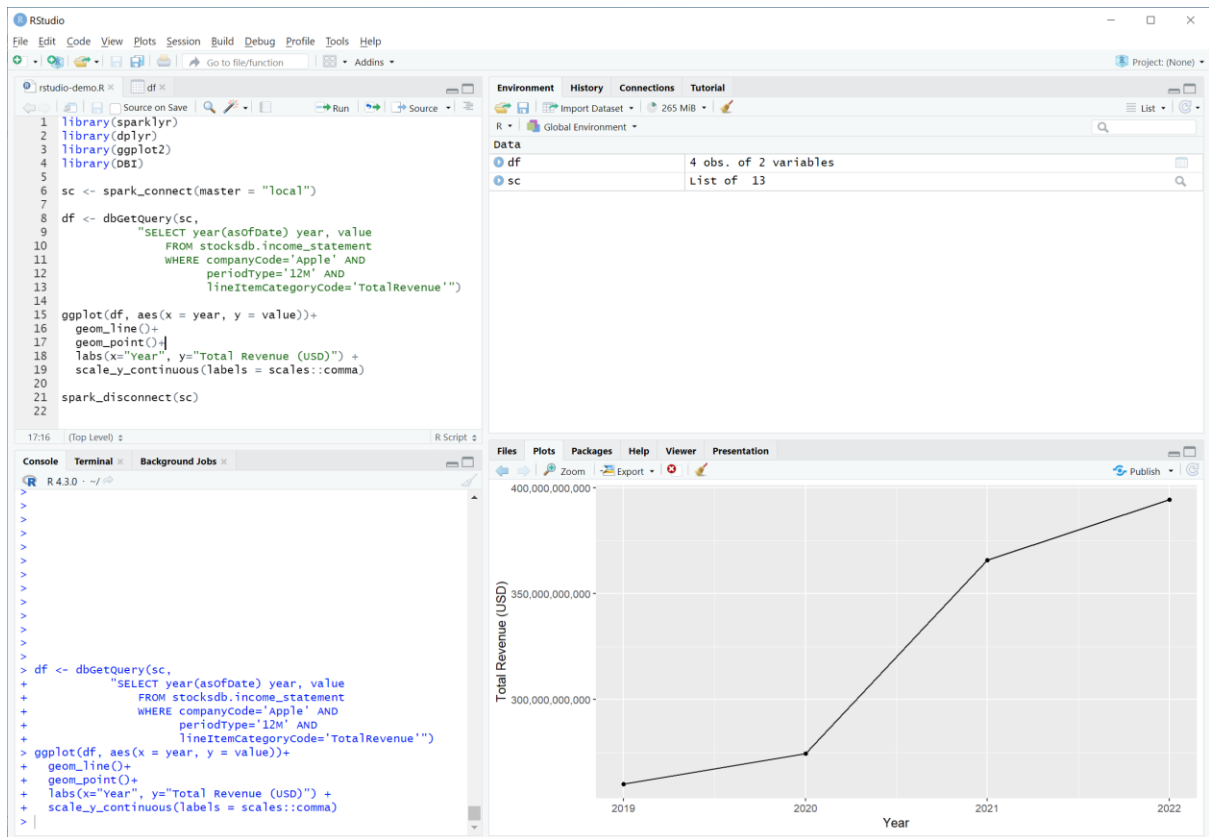 RStudio
File Edit Code View Plots Session Build Debug Profile Tools Help
Go to file/function Addins Project: (None)
rstudio-demo.R df
Source on Save Run Source
1 library(sparklyr)
2 library(dplyr)
3 library(ggplot2)
4 library(DBI)
5
6 sc <- spark_connect(master = "local")
7
8 df <- dbGetQuery(sc,
9 "SELECT year(asOfDate) year, value
10 FROM stocksdb.income_statement
11 WHERE companyCode='Apple' AND
12 periodType='12M' AND
13 lineItemCategoryCode='TotalRevenue'")
14
15 ggplot(df, aes(x = year, y = value))+
16 geom_line()+
17 geom_point()+
18 labs(x="Year", y="Total Revenue (USD)") +
19 scale_y_continuous(labels = scales::comma)
20
21 spark_disconnect(sc)
22
17:16 (Top Level) R Script
Console Terminal Background Jobs
R 4.3.0 · ~/
>
>
>
>
>
>
>
>
>
>
>
>
>
> df <- dbGetQuery(sc,
+ "SELECT year(asOfDate) year, value
+ FROM stocksdb.income_statement
+ WHERE companyCode='Apple' AND
+ periodType='12M' AND
+ lineItemCategoryCode='TotalRevenue'")
> ggplot(df, aes(x = year, y = value))+
+ geom_line()+
+ geom_point()+
+ labs(x="Year", y="Total Revenue (USD)") +
+ scale_y_continuous(labels = scales::comma)
>
Environment History Connections Tutorial
Import Dataset 265 MiB List
R Global Environment
Data
df 4 obs. of 2 variables
sc List of 13
Files Plots Packages Help Viewer Presentation
Zoom Export Publish
400,000,000,000
350,000,000,000
300,000,000,000
Total Revenue (USD)
2019 2020 2021 2022
Year